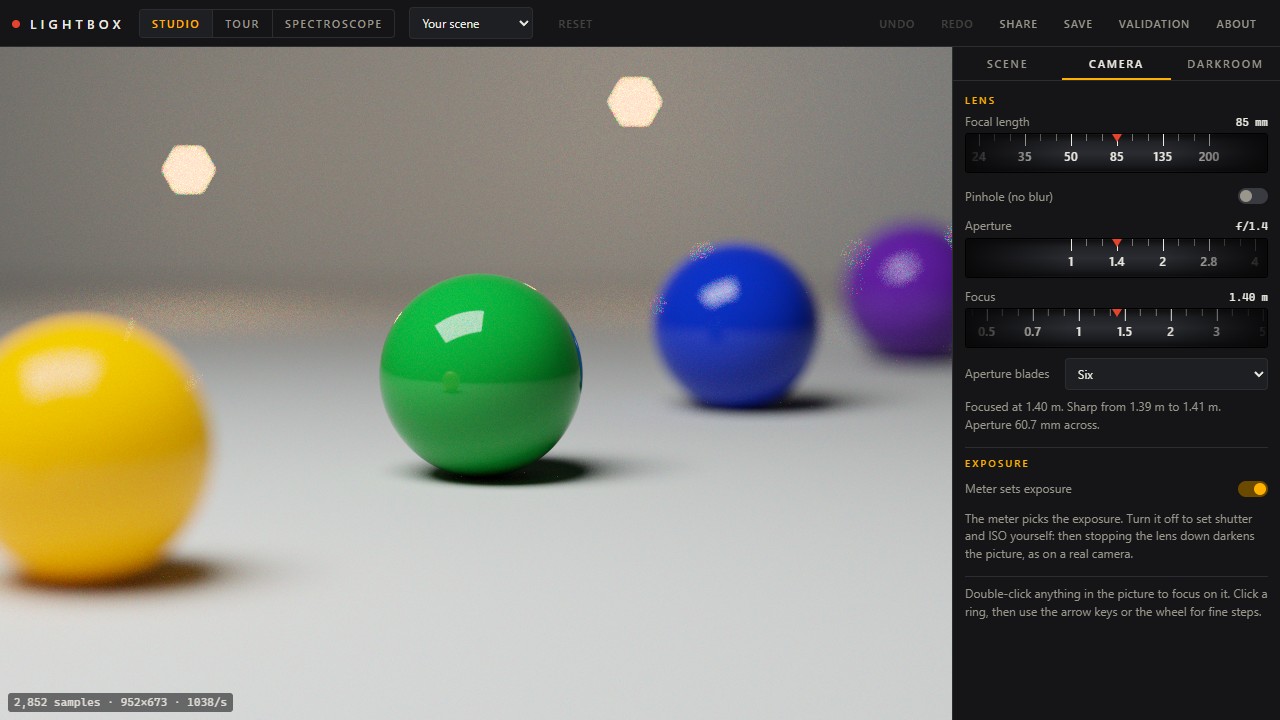 LIGHTBOX
STUDIO TOUR SPECTROSCOPE
Your scene
RESET
UNDO REDO SHARE SAVE VALIDATION ABOUT
SCENE CAMERA DARKROOM
LENS
Focal length 85 mm
24 35 50 85 135 200
Pinhole (no blur)
Aperture f/1.4
1 1.4 2 2.8 4
Focus 1.40 m
0.5 0.7 1 1.5 2 3 5
Aperture blades Six
Focused at 1.40 m. Sharp from 1.39 m to 1.41 m.
Aperture 60.7 mm across.
EXPOSURE
Meter sets exposure
The meter picks the exposure. Turn it off to set shutter
and ISO yourself: then stopping the lens down darkens
the picture, as on a real camera.
Double-click anything in the picture to focus on it. Click a
ring, then use the arrow keys or the wheel for fine steps.
2,852 samples · 952×673 · 1038/s